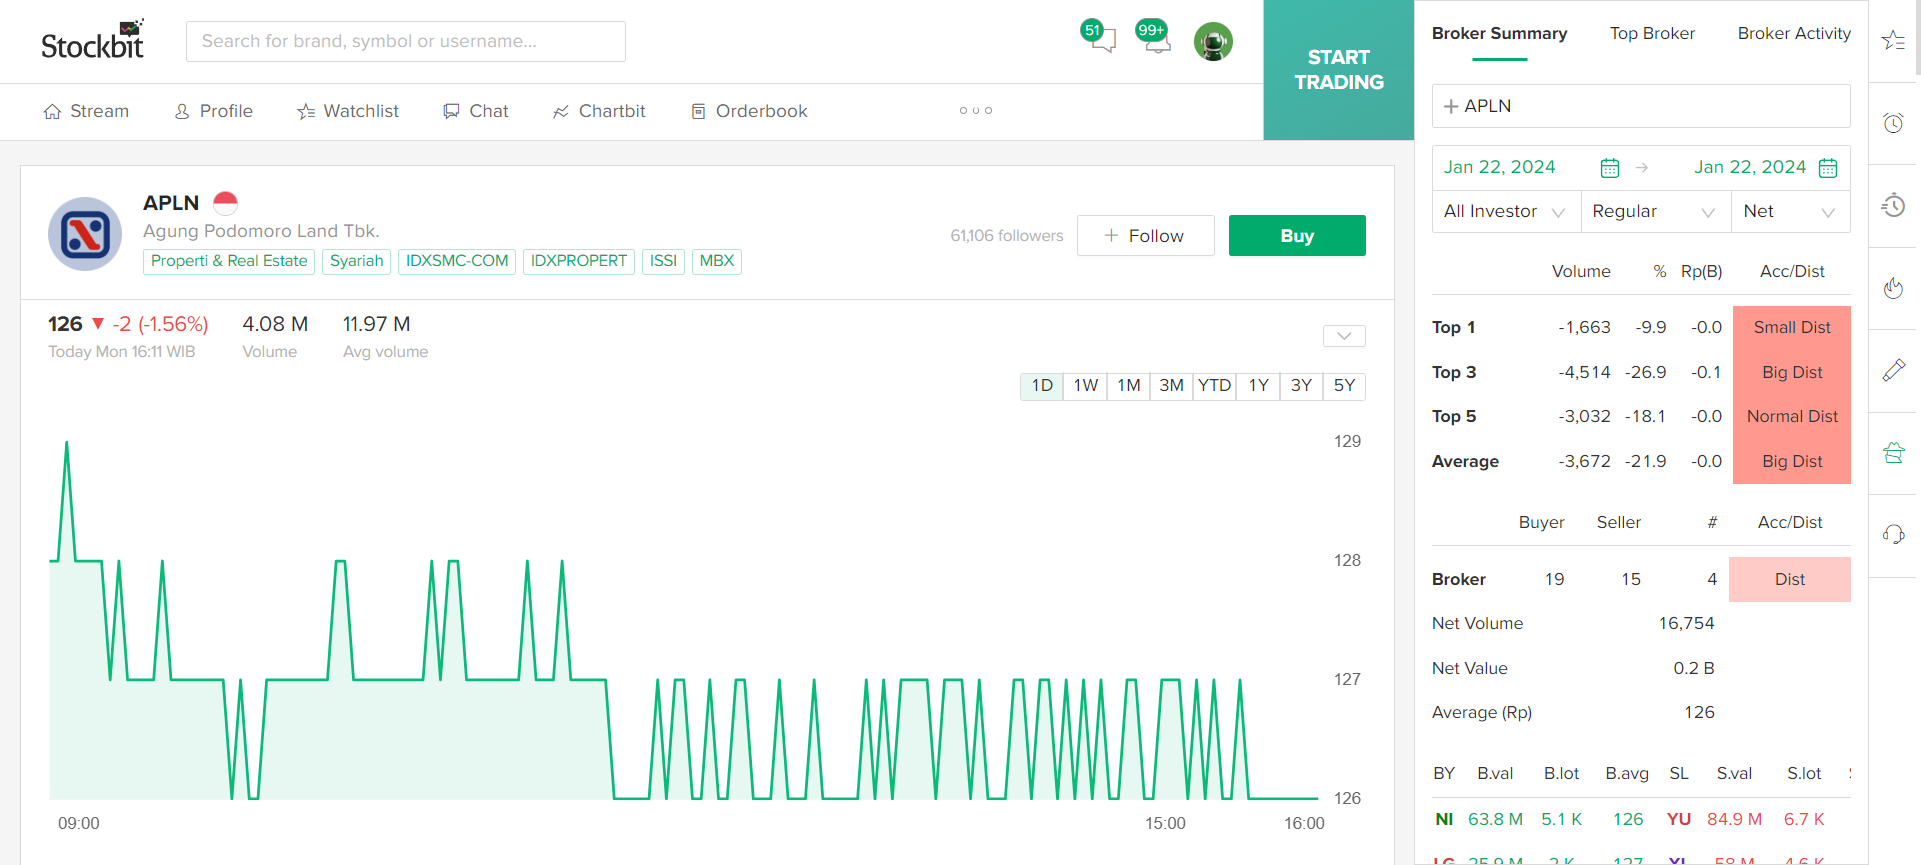 Stockbit
Search for brand, symbol or username...
51
99+
START
TRADING
Stream
Profile
Watchlist
Chat
Chartbit
Orderbook
APLN
Agung Podomoro Land Tbk.
Properti & Real Estate
Syariah
IDXSMC-COM
IDXPROPERT
ISSI
MBX
61,106 followers
+ Follow
Buy
126 ▼ -2 (-1.56%)
Today Mon 16:11 WIB
4.08 M
Volume
11.97 M
Avg volume
1D 1W 1M 3M YTD 1Y 3Y 5Y
129
128
127
126
09:00 15:00 16:00
Broker Summary Top Broker Broker Activity
+ APLN
Jan 22, 2024 → Jan 22, 2024
All Investor Regular Net
Volume % Rp(B) Acc/Dist
Top 1 -1,663 -9.9 -0.0 Small Dist
Top 3 -4,514 -26.9 -0.1 Big Dist
Top 5 -3,032 -18.1 -0.0 Normal Dist
Average -3,672 -21.9 -0.0 Big Dist
Buyer Seller # Acc/Dist
Broker 19 15 4 Dist
Net Volume 16,754
Net Value 0.2 B
Average (Rp) 126
BY B.val B.lot B.avg SL S.val S.lot
NI 63.8 M 5.1 K 126 YU 84.9 M 6.7 K